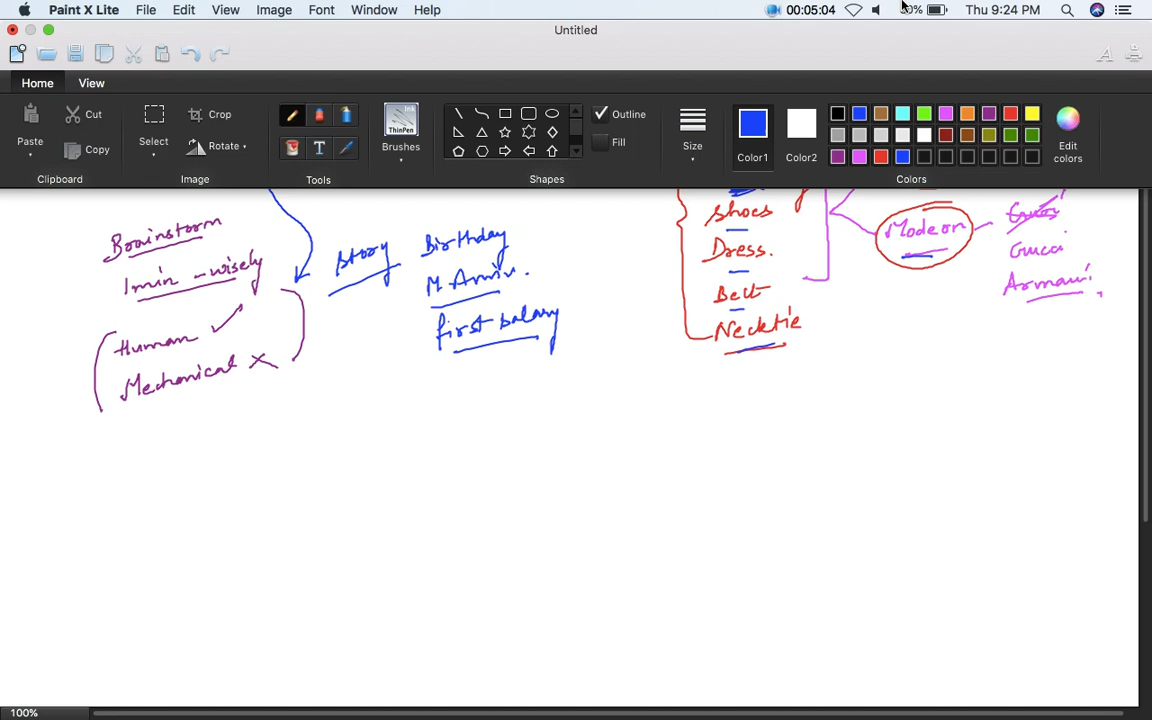 Paint X Lite File Edit View Image Font Window Help 00:05:04 Thu 9:24 PM
Untitled
Home View
Paste Cut Copy Select Crop Rotate Brushes Outline Fill Size Color1 Color2 Edit colors
Ink
ThinPen
Clipboard Image Tools Shapes Colors
Brainstorm
1min - wisely
Human
Mechanical
Story
Birthday
M. Anniv.
first salary
Shoes
Dress.
Belt
Necktie
Modern
Gucci
Armani
100%